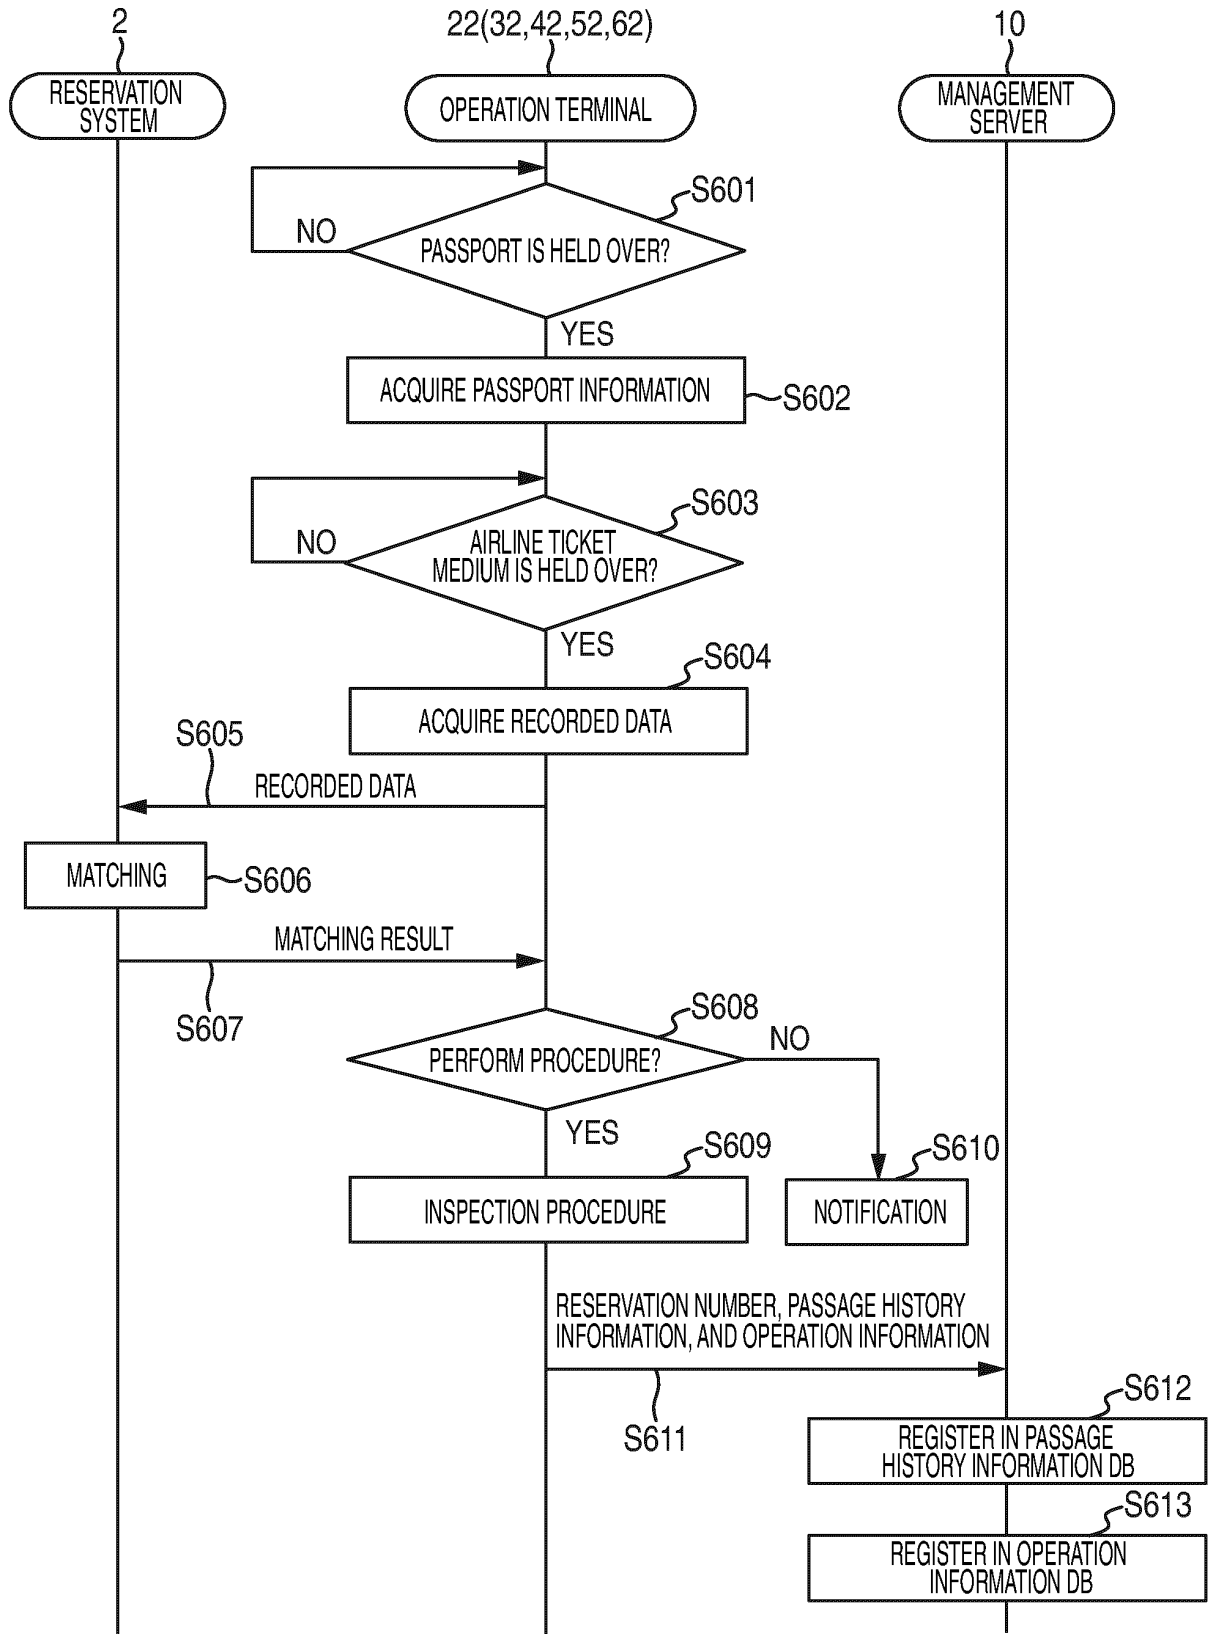 2
22(32,42,52,62)
10
RESERVATION
SYSTEM
OPERATION TERMINAL
MANAGEMENT
SERVER
S601
NO
PASSPORT IS HELD OVER?
YES
ACQUIRE PASSPORT INFORMATION
S602
S603
NO
AIRLINE TICKET
MEDIUM IS HELD OVER?
YES
S604
ACQUIRE RECORDED DATA
S605
RECORDED DATA
MATCHING
S606
MATCHING RESULT
S607
S608
NO
PERFORM PROCEDURE?
YES
S609
S610
INSPECTION PROCEDURE
NOTIFICATION
RESERVATION NUMBER, PASSAGE HISTORY
INFORMATION, AND OPERATION INFORMATION
S611
S612
REGISTER IN PASSAGE
HISTORY INFORMATION DB
S613
REGISTER IN OPERATION
INFORMATION DB